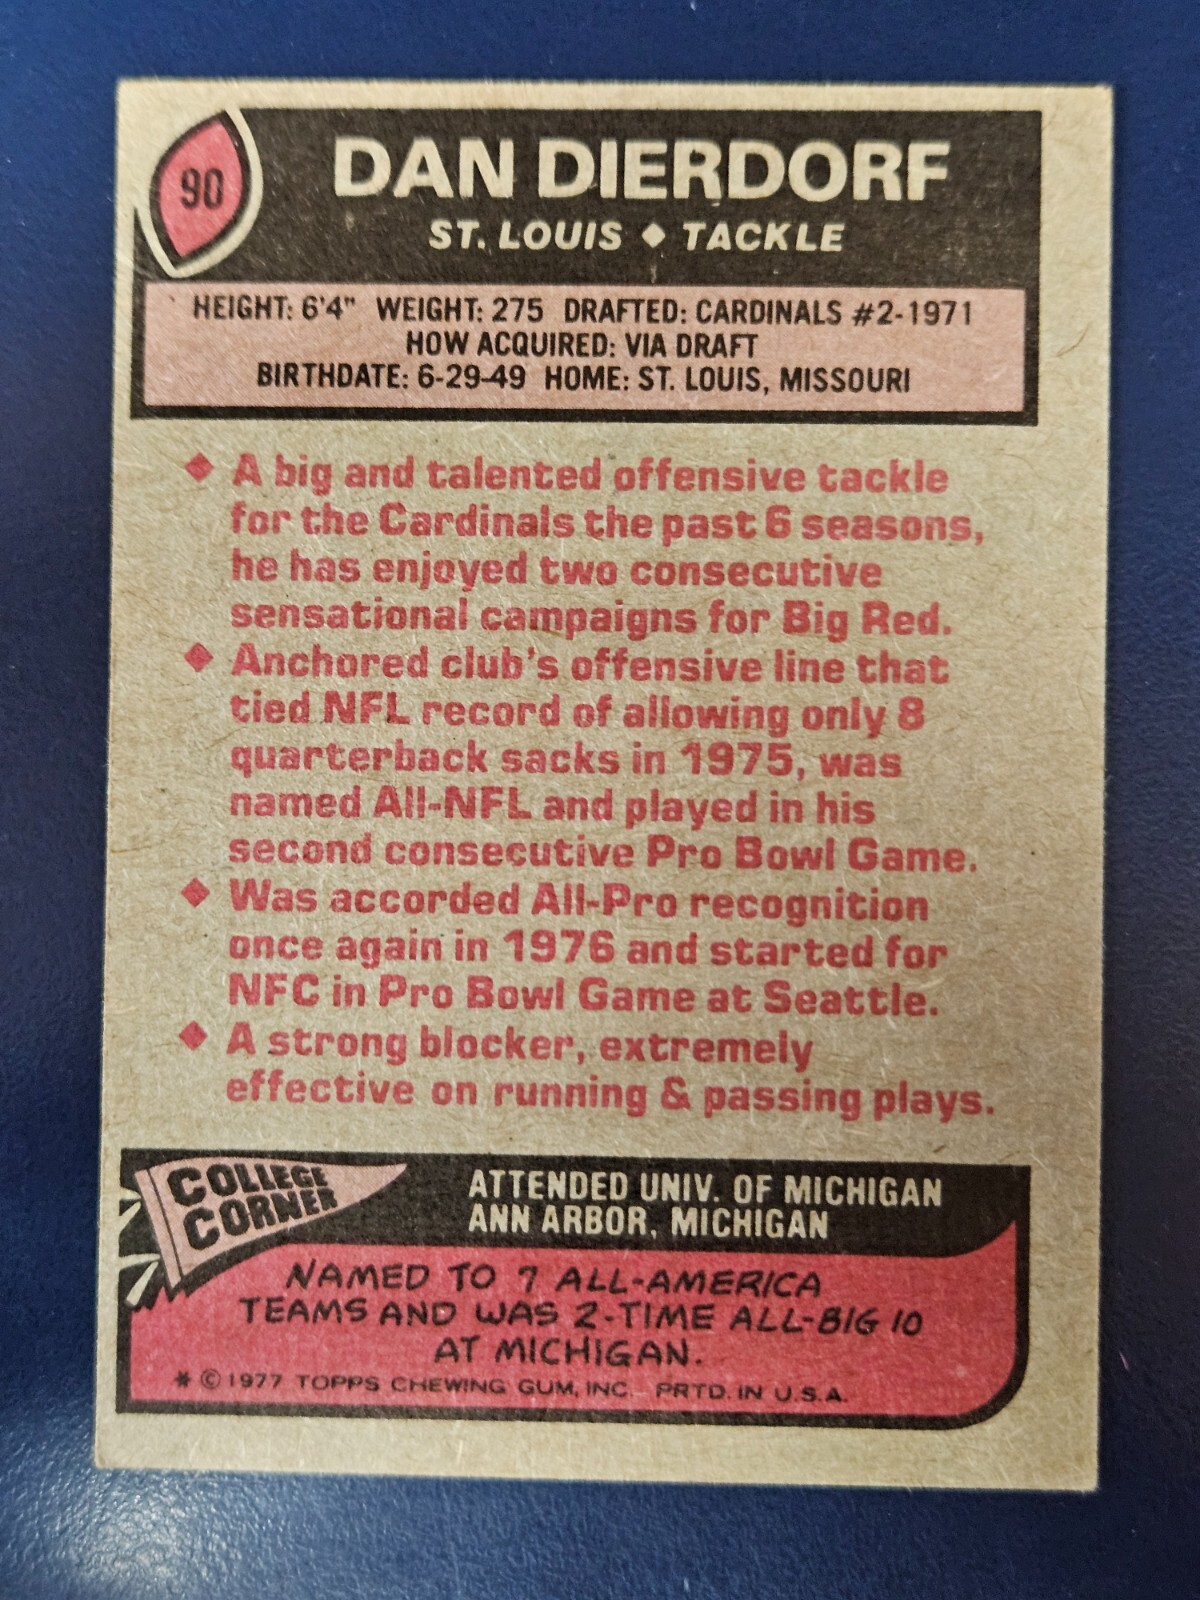 90
DAN DIERDORF
ST. LOUIS ◆ TACKLE
HEIGHT: 6'4" WEIGHT: 275 DRAFTED: CARDINALS #2-1971
HOW ACQUIRED: VIA DRAFT
BIRTHDATE: 6-29-49 HOME: ST. LOUIS, MISSOURI
◆ A big and talented offensive tackle
for the Cardinals the past 6 seasons,
he has enjoyed two consecutive
sensational campaigns for Big Red.
◆ Anchored club's offensive line that
tied NFL record of allowing only 8
quarterback sacks in 1975, was
named All-NFL and played in his
second consecutive Pro Bowl Game.
◆ Was accorded All-Pro recognition
once again in 1976 and started for
NFC in Pro Bowl Game at Seattle.
◆ A strong blocker, extremely
effective on running & passing plays.
COLLEGE
CORNER
ATTENDED UNIV. OF MICHIGAN
ANN ARBOR, MICHIGAN
NAMED TO 7 ALL-AMERICA
TEAMS AND WAS 2-TIME ALL-BIG 10
AT MICHIGAN.
* © 1977 TOPPS CHEWING GUM, INC. PRTD. IN U.S.A.